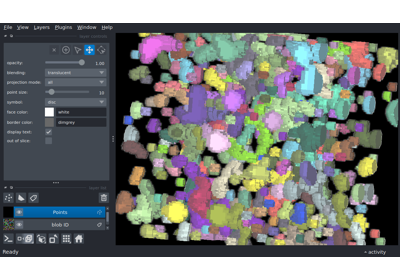 File View Layers Plugins Window Help
opacity: 1.00
blending: translucent
projection mode: all
point size: 10
symbol: disc
face color: white
border color: dimgrey
display text:
out of slice:
Points
blob ID
Ready
activity